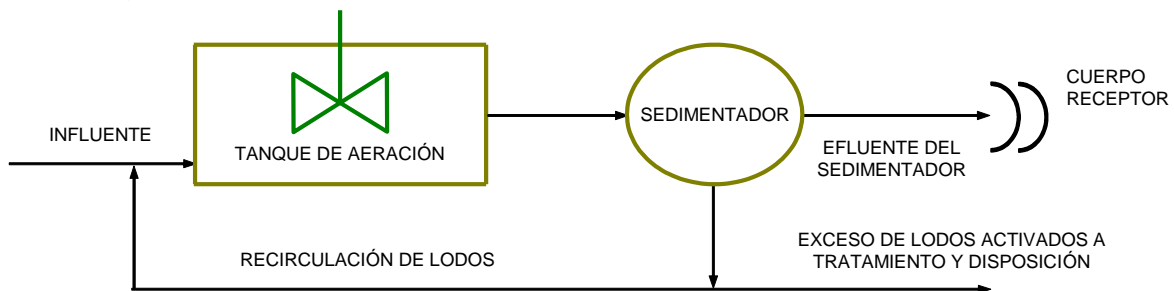 INFLUENTE
TANQUE DE AERACIÓN
SEDIMENTADOR
CUERPO
RECEPTOR
EFLUENTE DEL
SEDIMENTADOR
RECIRCULACIÓN DE LODOS
EXCESO DE LODOS ACTIVADOS A
TRATAMIENTO Y DISPOSICIÓN